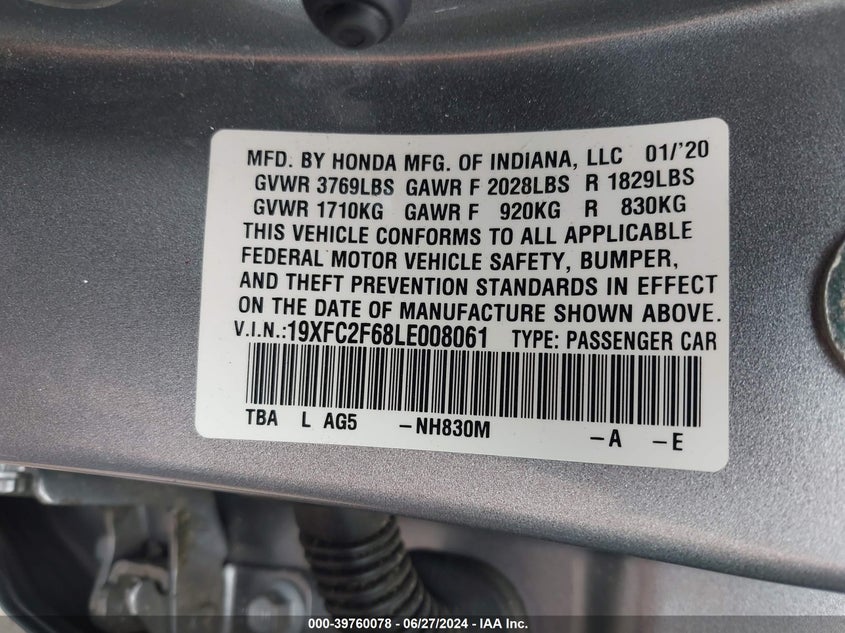 MFD. BY HONDA MFG. OF INDIANA, LLC 01/'20
GVWR 3769LBS GAWR F 2028LBS R 1829LBS
GVWR 1710KG GAWR F 920KG R 830KG
THIS VEHICLE CONFORMS TO ALL APPLICABLE
FEDERAL MOTOR VEHICLE SAFETY, BUMPER,
AND THEFT PREVENTION STANDARDS IN EFFECT
ON THE DATE OF MANUFACTURE SHOWN ABOVE.
V.I.N.:19XFC2F68LE008061 TYPE: PASSENGER CAR
TBA L AG5 -NH830M -A -E
000-39760078 - 06/27/2024 - IAA Inc.